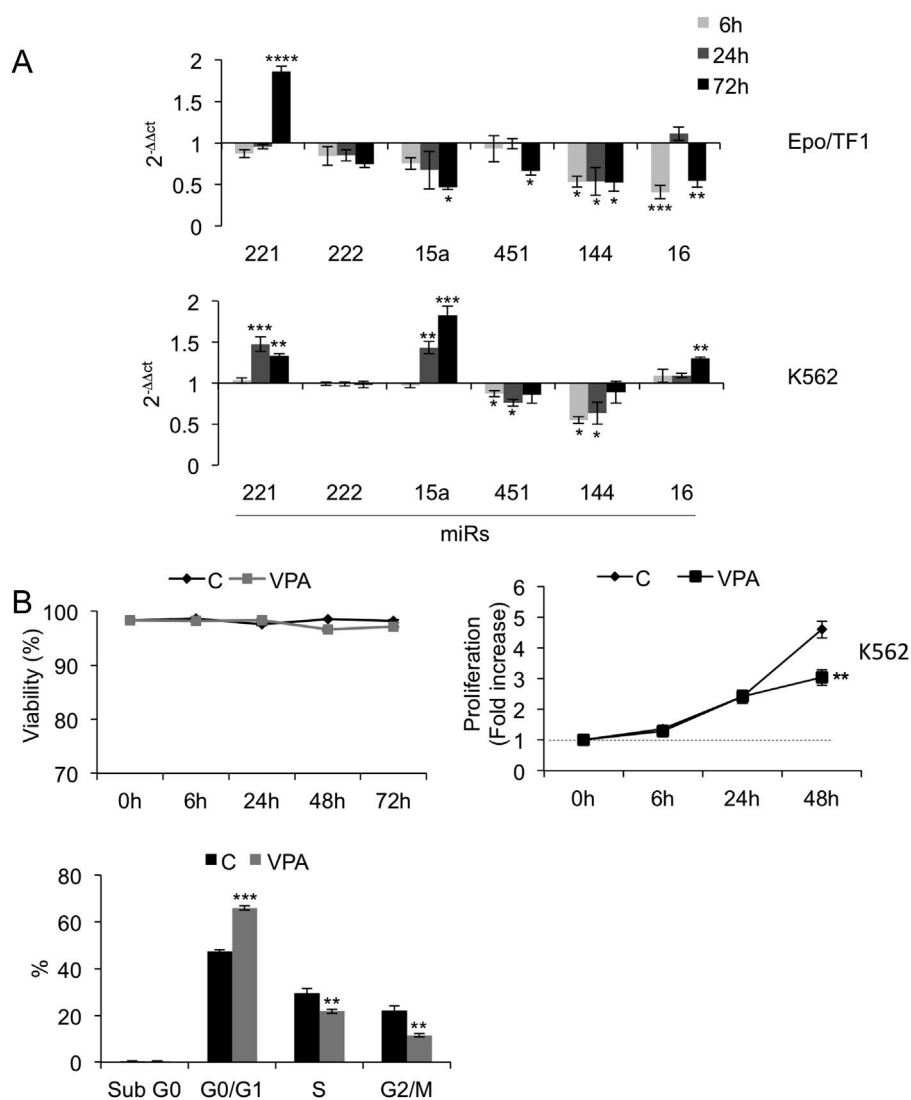 A
6h
24h
72h
2
1.5
1
0.5
0
2-ΔΔct
****
*
*
*
*
*
***
**
Epo/TF1
221 222 15a 451 144 16
2
1.5
1
0.5
0
2-ΔΔct
***
**
**
***
*
*
*
*
**
K562
221 222 15a 451 144 16
miRs
B
C VPA
100
90
80
70
Viability (%)
0h 6h 24h 48h 72h
C VPA
6
5
4
3
2
1
0
Proliferation
(Fold increase)
**
K562
0h 6h 24h 48h
C VPA
80
60
40
20
0
%
***
**
**
Sub G0 G0/G1 S G2/M